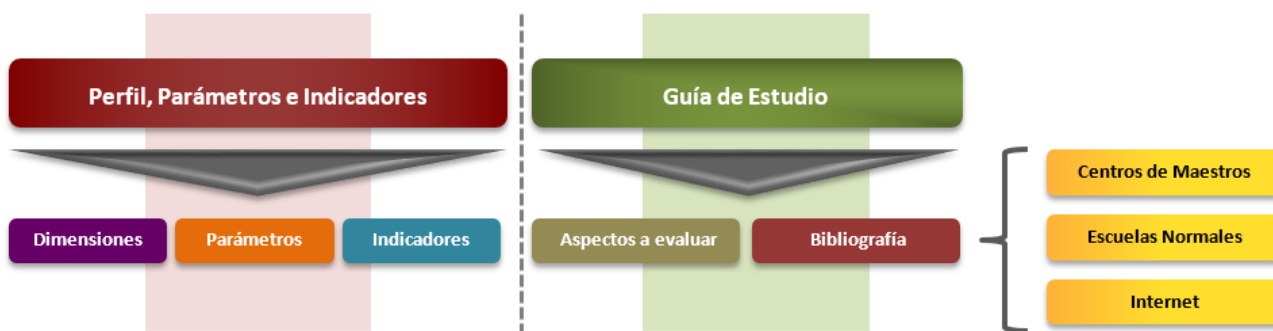 Perfil, Parámetros e Indicadores
Guía de Estudio
Dimensiones
Parámetros
Indicadores
Aspectos a evaluar
Bibliografía
Centros de Maestros
Escuelas Normales
Internet